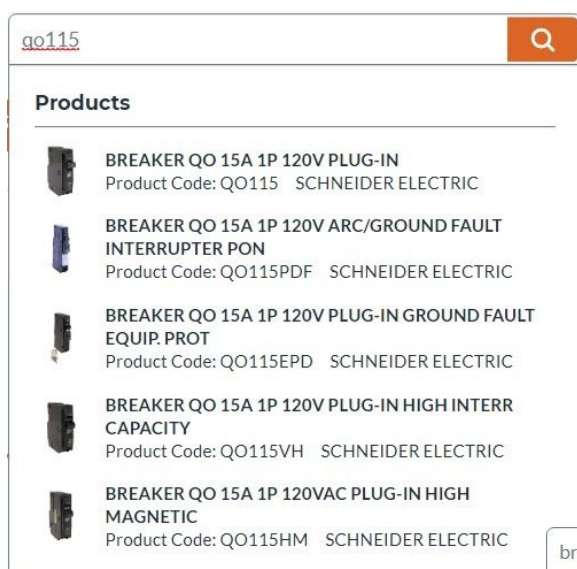 qo115
Products
BREAKER QO 15A 1P 120V PLUG-IN
Product Code: QO115 SCHNEIDER ELECTRIC
BREAKER QO 15A 1P 120V ARC/GROUND FAULT
INTERRUPTER PON
Product Code: QO115PDF SCHNEIDER ELECTRIC
BREAKER QO 15A 1P 120V PLUG-IN GROUND FAULT
EQUIP. PROT
Product Code: QO115EPD SCHNEIDER ELECTRIC
BREAKER QO 15A 1P 120V PLUG-IN HIGH INTERR
CAPACITY
Product Code: QO115VH SCHNEIDER ELECTRIC
BREAKER QO 15A 1P 120VAC PLUG-IN HIGH
MAGNETIC
Product Code: QO115HM SCHNEIDER ELECTRIC
br